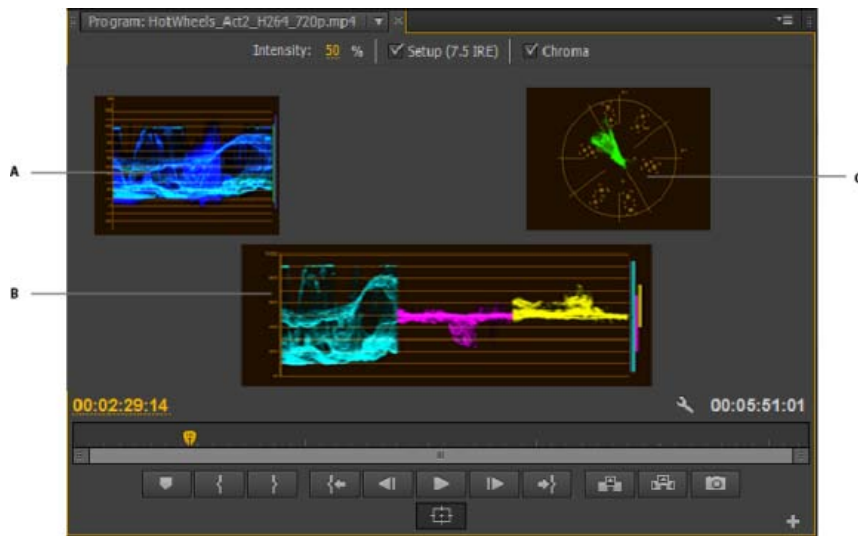 Program: HotWheels_Act2_H264_720p.mp4
Intensity: 50 % Setup (7.5 IRE) Chroma
A
B
00:02:29:14
00:05:51:01